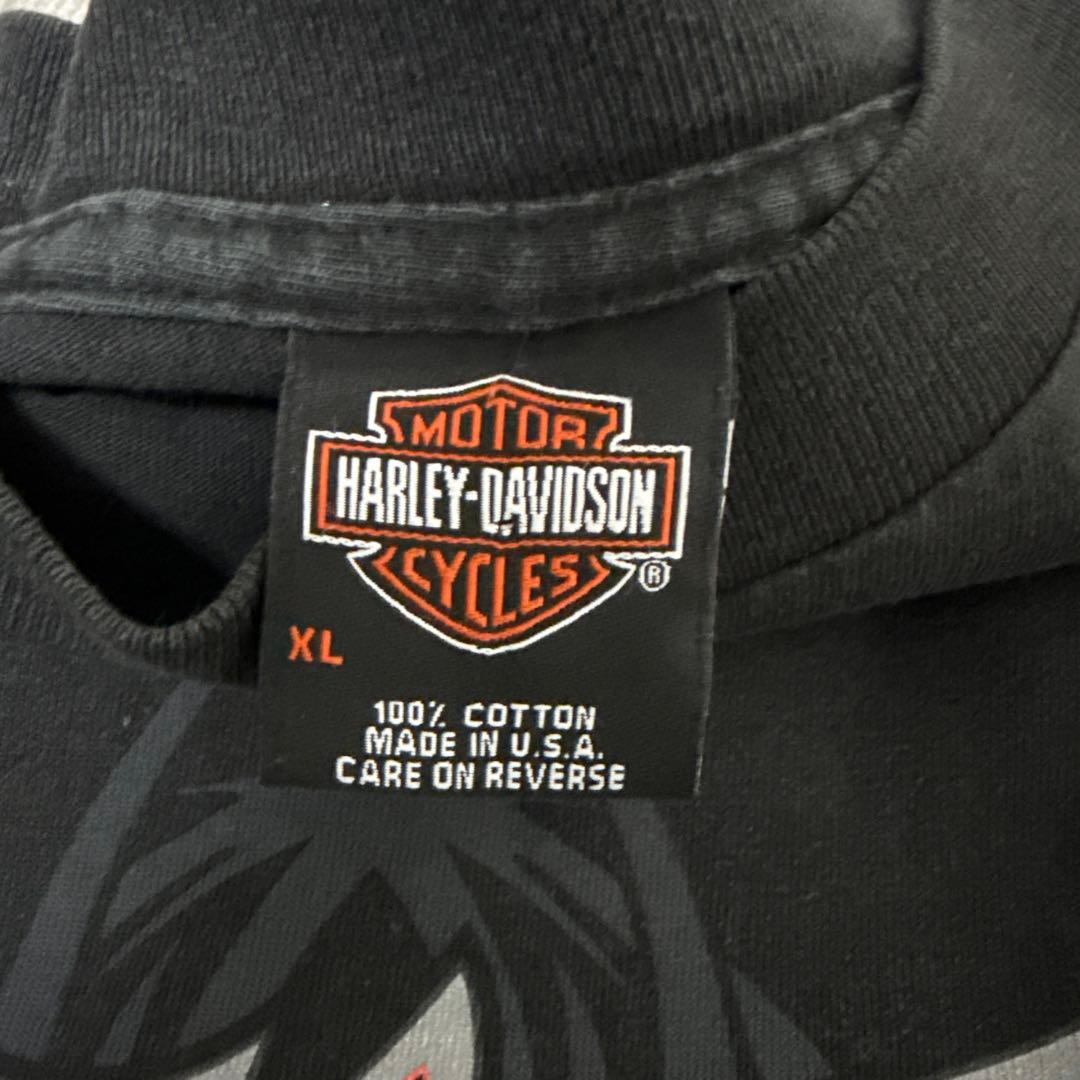 MOTOR
HARLEY-DAVIDSON
CYCLES
®
XL
100% COTTON
MADE IN U.S.A.
CARE ON REVERSE